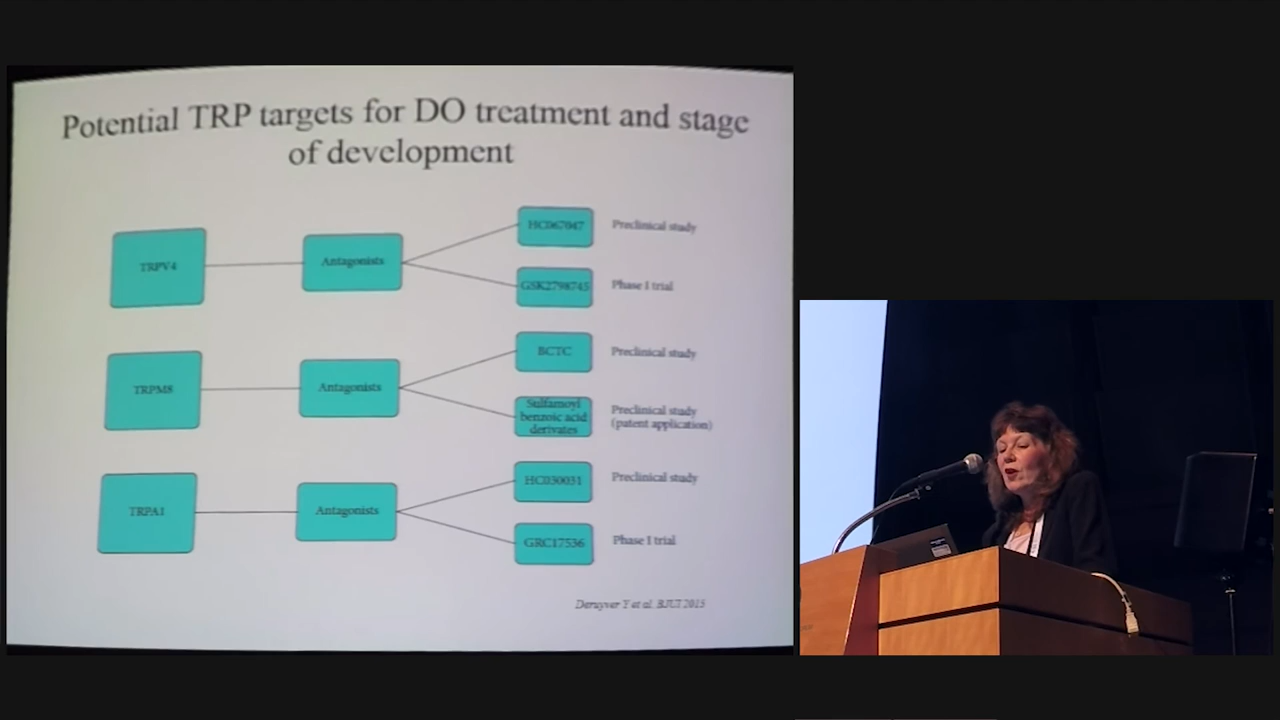 Potential TRP targets for DO treatment and stage
of development
TRPV4
Antagonists
HC067047
Preclinical study
GSK2798745
Phase I trial
TRPM8
Antagonists
BCTC
Preclinical study
Sulfamoyl
benzoic acid
derivates
Preclinical study
(patent application)
TRPA1
Antagonists
HC030031
Preclinical study
GRC17536
Phase I trial
Deruyver Y et al. BJUI 2015